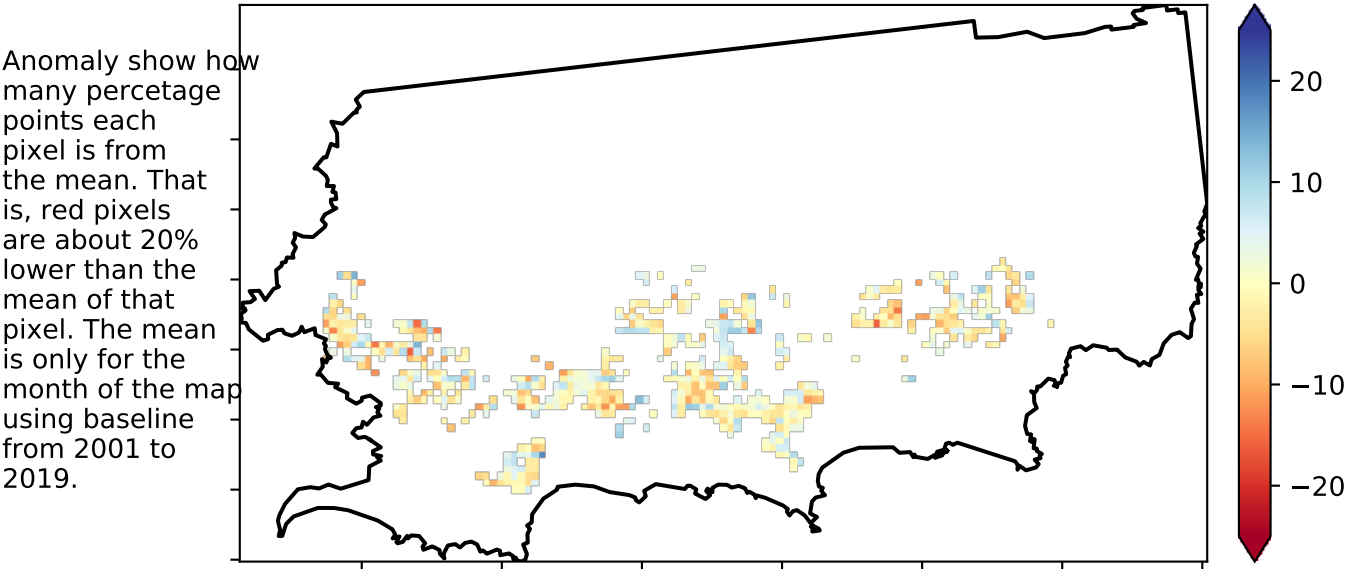 Anomaly show how
many percetage
points each
pixel is from
the mean. That
is, red pixels
are about 20%
lower than the
mean of that
pixel. The mean
is only for the
month of the map
using baseline
from 2001 to
2019.
20
10
0
−10
−20